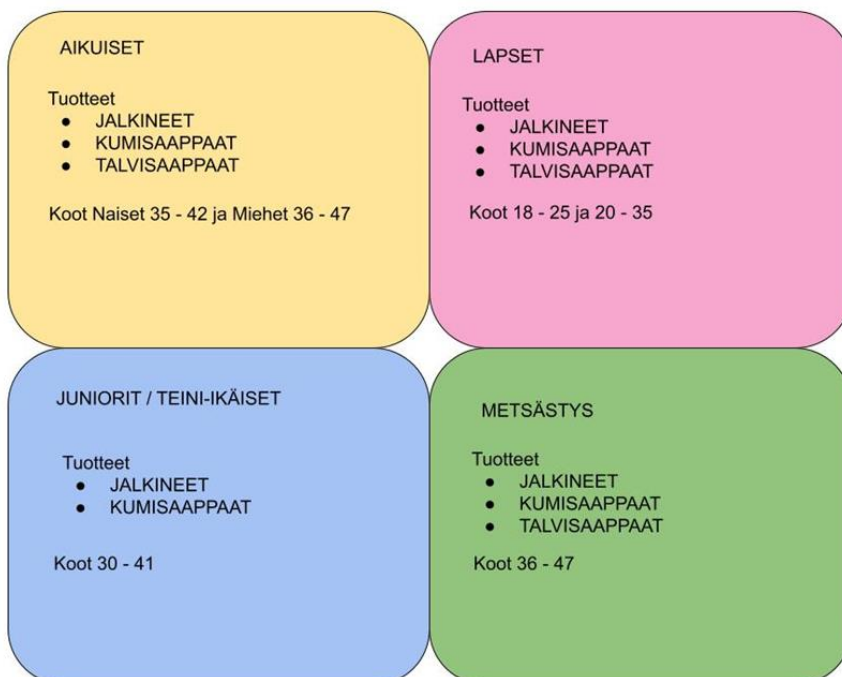 AIKUISET
Tuotteet
● JALKINEET
● KUMISAAPPAAT
● TALVISAAPPAAT
Koot Naiset 35 - 42 ja Miehet 36 - 47
LAPSET
Tuotteet
● JALKINEET
● KUMISAAPPAAT
● TALVISAAPPAAT
Koot 18 - 25 ja 20 - 35
JUNIORIT / TEINI-IKÄISET
Tuotteet
● JALKINEET
● KUMISAAPPAAT
Koot 30 - 41
METSÄSTYS
Tuotteet
● JALKINEET
● KUMISAAPPAAT
● TALVISAAPPAAT
Koot 36 - 47